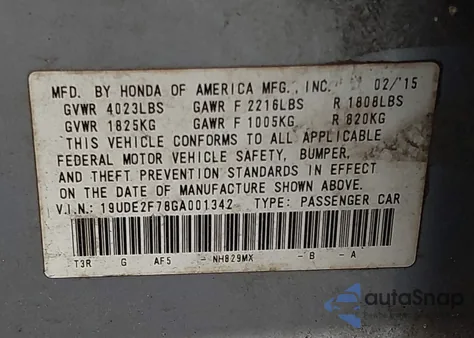 MFD. BY HONDA OF AMERICA MFG., INC. 02/'15
GVWR 4023LBS GAWR F 2216LBS R 1808LBS
GVWR 1825KG GAWR F 1005KG R 820KG
THIS VEHICLE CONFORMS TO ALL APPLICABLE
FEDERAL MOTOR VEHICLE SAFETY, BUMPER,
AND THEFT PREVENTION STANDARDS IN EFFECT
ON THE DATE OF MANUFACTURE SHOWN ABOVE.
V.I.N.: 19UDE2F78GA001342 TYPE: PASSENGER CAR
T3R G AF5 - NH829MX - B - A
autoSnap